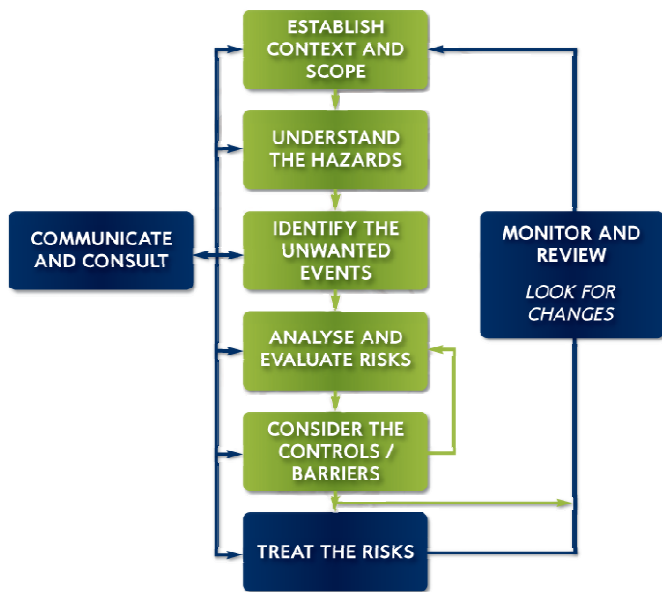 ESTABLISH
CONTEXT AND
SCOPE
UNDERSTAND
THE HAZARDS
COMMUNICATE
AND CONSULT
IDENTIFY THE
UNWANTED
EVENTS
MONITOR AND
REVIEW
LOOK FOR
CHANGES
ANALYSE AND
EVALUATE RISKS
CONSIDER THE
CONTROLS /
BARRIERS
TREAT THE RISKS